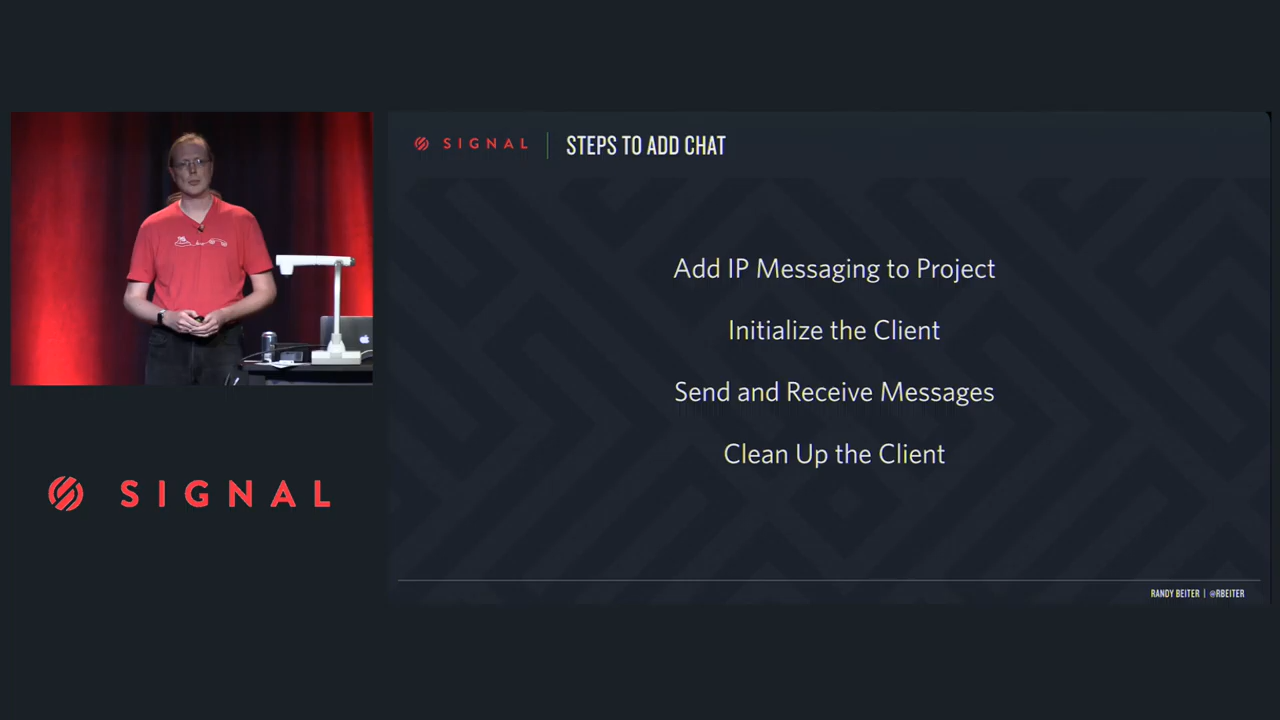 SIGNAL
STEPS TO ADD CHAT
Add IP Messaging to Project
Initialize the Client
Send and Receive Messages
Clean Up the Client
SIGNAL
RANDY BEITER | @RBEITER